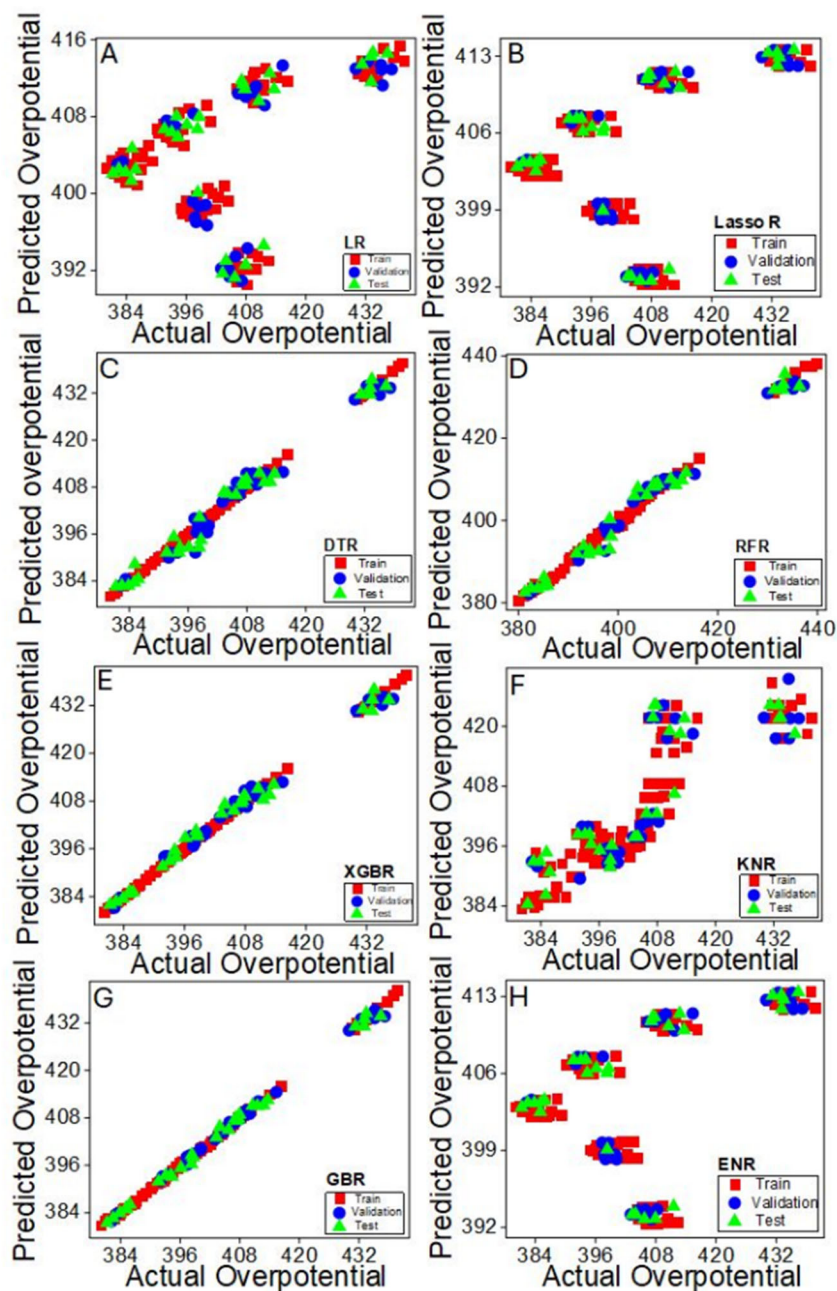 A
Predicted Overpotential
416
408
400
392
LR
Train
Validation
Test
384 396 408 420 432
Actual Overpotential
B
Predicted Overpotential
413
406
399
392
Lasso R
Train
Validation
Test
384 396 408 420 432
Actual Overpotential
C
Predicted overpotential
432
420
408
396
384
DTR
Train
Validation
Test
384 396 408 420 432
Actual Overpotential
D
Predicted Overpotential
440
420
400
380
RFR
Train
Validation
Test
380 400 420 440
Actual Overpotential
E
Predicted Overpotential
432
420
408
396
384
XGBR
Train
Validation
Test
384 396 408 420 432
Actual Overpotential
F
Predicted Overpotential
420
408
396
384
KNR
Train
Validation
Test
384 396 408 420 432
Actual Overpotential
G
Predicted Overpotential
432
420
408
396
384
GBR
Train
Validation
Test
384 396 408 420 432
Actual Overpotential
H
Predicted Overpotential
413
406
399
392
ENR
Train
Validation
Test
384 396 408 420 432
Actual Overpotential